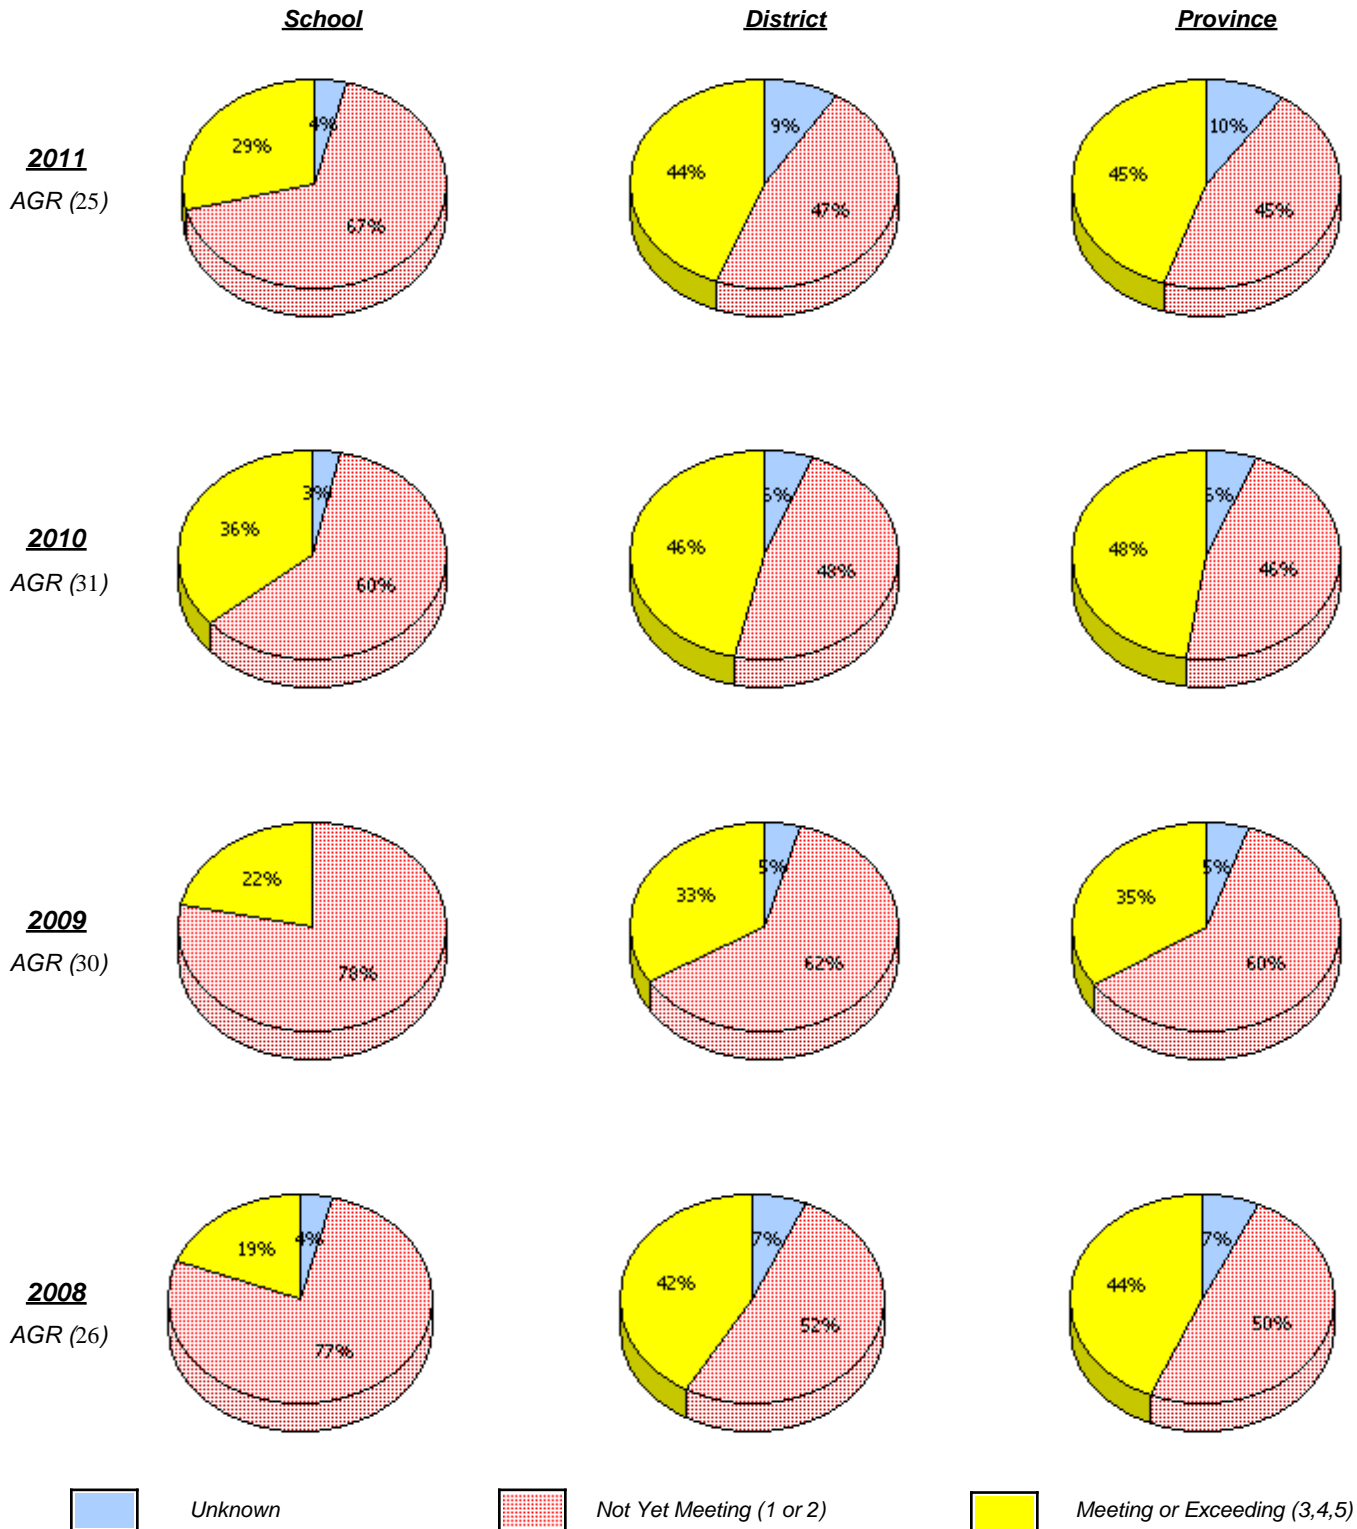 School District Province
4% 9% 10%
29% 44% 45%
2011
AGR (25)
67% 47% 45%
3% 6% 6%
36% 46% 48%
2010
AGR (31)
60% 48% 46%
5% 5%
22% 33% 35%
2009
AGR (30)
78% 62% 60%
4% 7% 7%
19% 42% 44%
2008
AGR (26)
77% 52% 50%
Unknown Not Yet Meeting (1 or 2) Meeting or Exceeding (3,4,5)